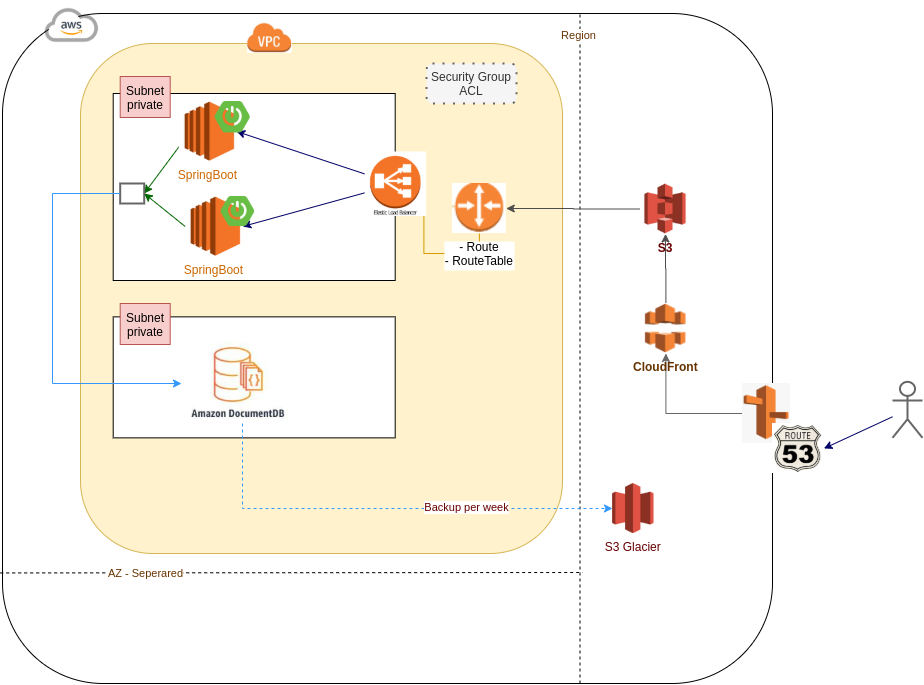 aws
VPC
Region
Security Group
ACL
Subnet
private
SpringBoot
Elastic Load Balancer
SpringBoot
- Route
- RouteTable
S3
Subnet
private
{}
Amazon DocumentDB
CloudFront
ROUTE
53
Backup per week
S3 Glacier
AZ - Seperared